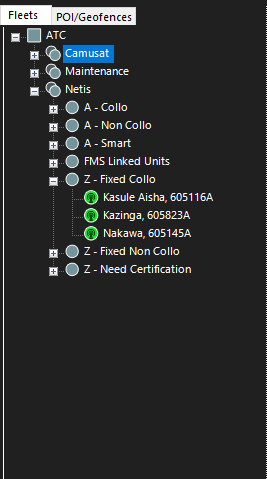 Fleets
POI/Geofences
ATC
Camusat
Maintenance
Netis
A - Collo
A - Non Collo
A - Smart
FMS Linked Units
Z - Fixed Collo
Kasule Aisha, 605116A
Kazinga, 605823A
Nakawa, 605145A
Z - Fixed Non Collo
Z - Need Certification